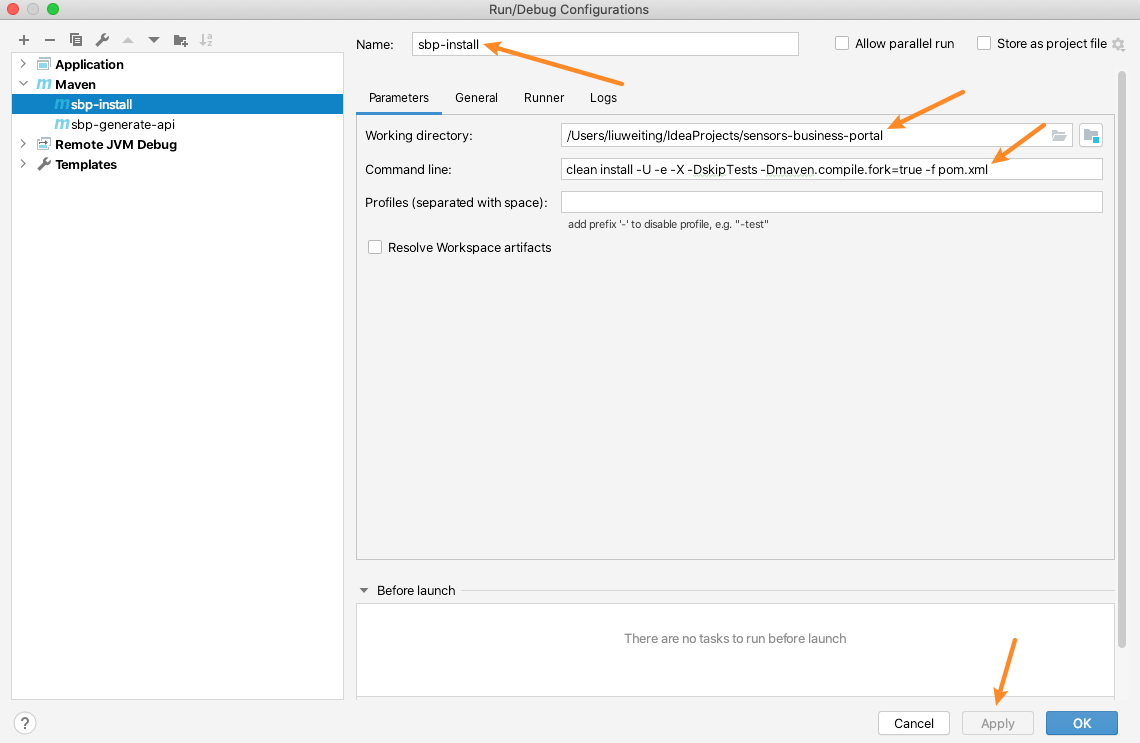 Run/Debug Configurations
Name: sbp-install Allow parallel run Store as project file
Application
Maven
sbp-install
sbp-generate-api
Remote JVM Debug
Templates
Parameters General Runner Logs
Working directory: /Users/liuweiting/IdeaProjects/sensors-business-portal
Command line: clean install -U -e -X -DskipTests -Dmaven.compile.fork=true -f pom.xml
Profiles (separated with space):
add prefix '-' to disable profile, e.g. "-test"
Resolve Workspace artifacts
Before launch
There are no tasks to run before launch
? Cancel Apply OK